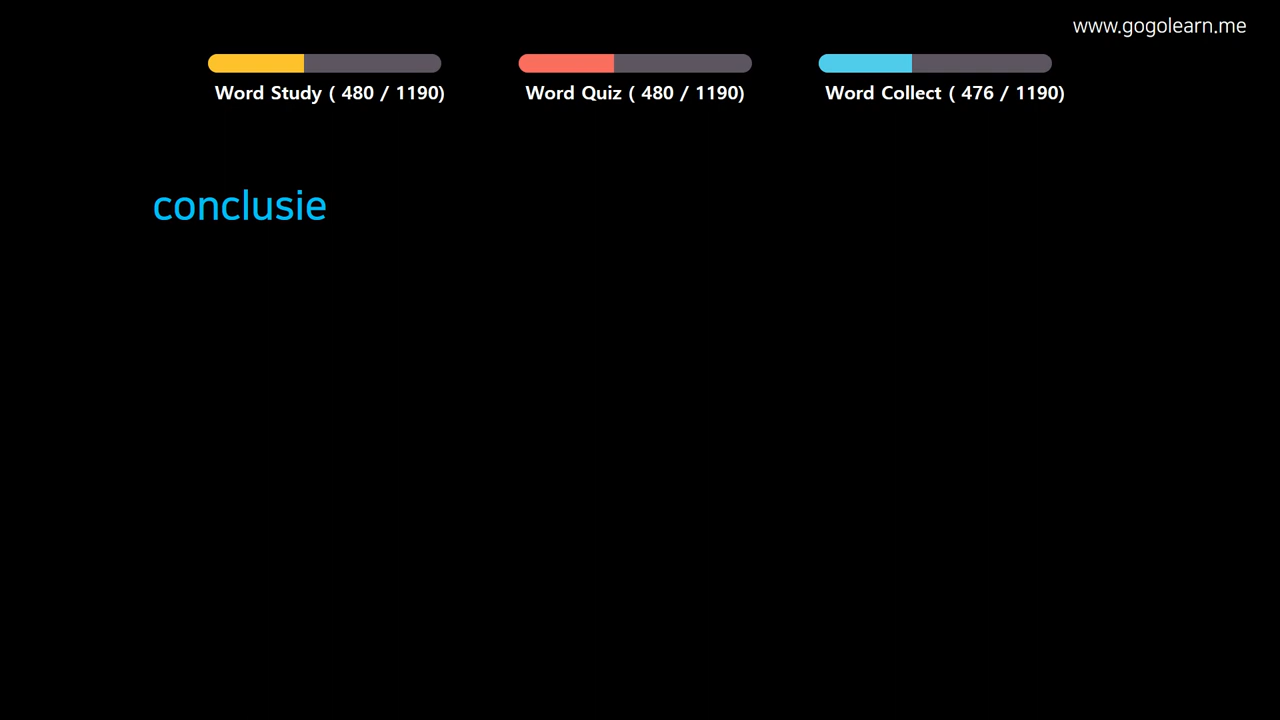 www.gogolearn.me
Word Study ( 480 / 1190)
Word Quiz ( 480 / 1190)
Word Collect ( 476 / 1190)
conclusie